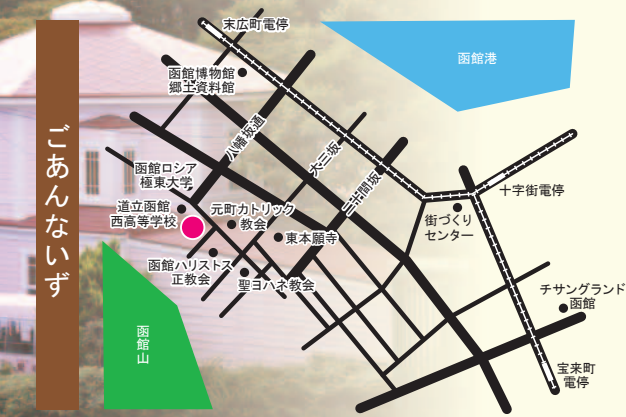 ごあんないず
末広町電停
函館港
函館博物館
郷土資料館
八幡坂通
大三坂
二十間坂
函館ロシア
極東大学
道立函館
西高等学校
元町カトリック
教会
東本願寺
函館ハリストス
正教会
聖ヨハネ教会
十字街電停
街づくり
センター
チサングランド
函館
宝来町
電停
函館山